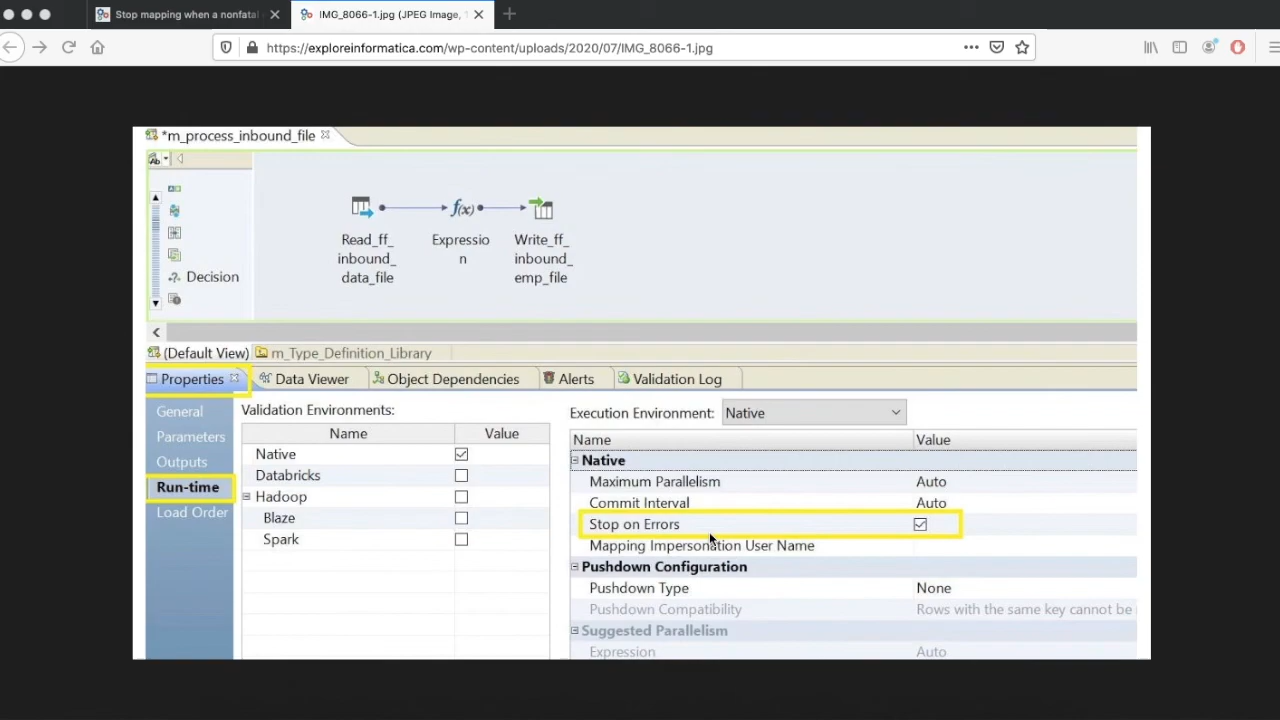 Stop mapping when a nonfatal
IMG_8066-1.jpg (JPEG Image, 1
https://exploreinformatica.com/wp-content/uploads/2020/07/IMG_8066-1.jpg
*m_process_inbound_file
Ab
Decision
Read_ff_
inbound_
data_file
f(x)
Expressio
n
Write_ff_
inbound_
emp_file
(Default View) m_Type_Definition_Library
Properties Data Viewer Object Dependencies Alerts Validation Log
General
Parameters
Outputs
Run-time
Load Order
Validation Environments:
Name Value
Native
Databricks
Hadoop
Blaze
Spark
Execution Environment: Native
Name Value
Native
Maximum Parallelism Auto
Commit Interval Auto
Stop on Errors
Mapping Impersonation User Name
Pushdown Configuration
Pushdown Type None
Pushdown Compatibility Rows with the same key cannot be
Suggested Parallelism
Expression Auto